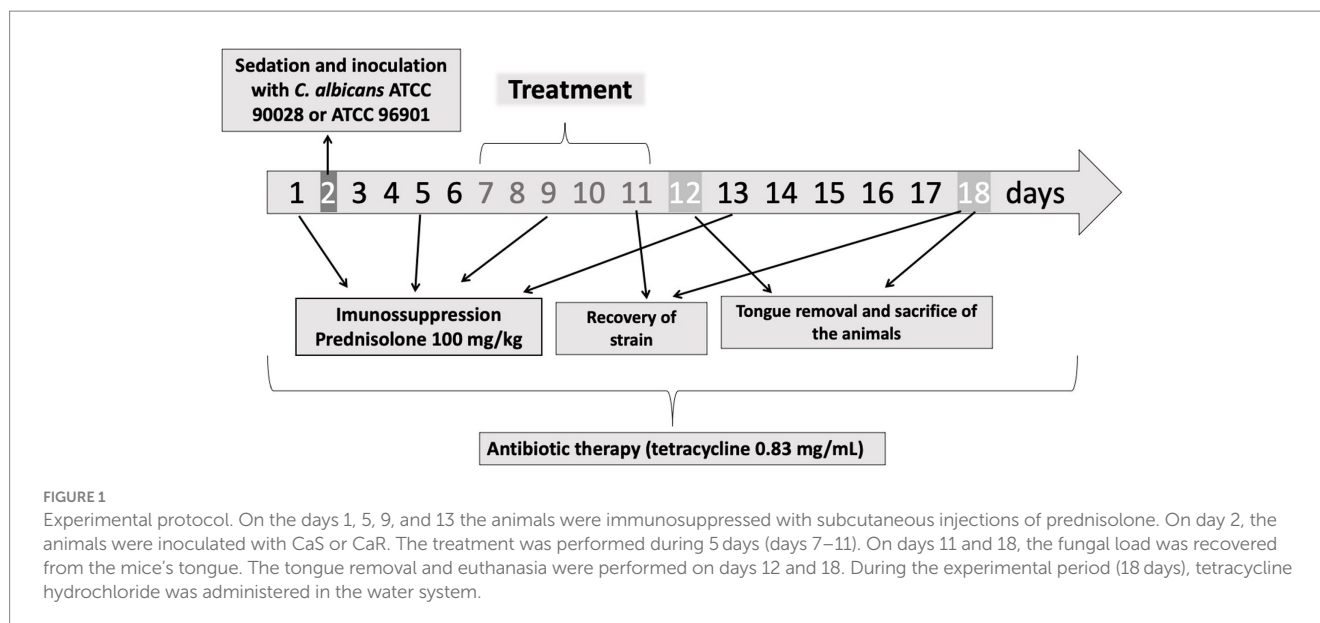 Sedation and inoculation
with C. albicans ATCC
90028 or ATCC 96901
Treatment
1 2 3 4 5 6 7 8 9 10 11 12 13 14 15 16 17 18 days
Imunossuppression
Prednisolone 100 mg/kg
Recovery of
strain
Tongue removal and sacrifice of
the animals
Antibiotic therapy (tetracycline 0.83 mg/mL)
FIGURE 1
Experimental protocol. On the days 1, 5, 9, and 13 the animals were immunosuppressed with subcutaneous injections of prednisolone. On day 2, the
animals were inoculated with CaS or CaR. The treatment was performed during 5 days (days 7–11). On days 11 and 18, the fungal load was recovered
from the mice's tongue. The tongue removal and euthanasia were performed on days 12 and 18. During the experimental period (18 days), tetracycline
hydrochloride was administered in the water system.